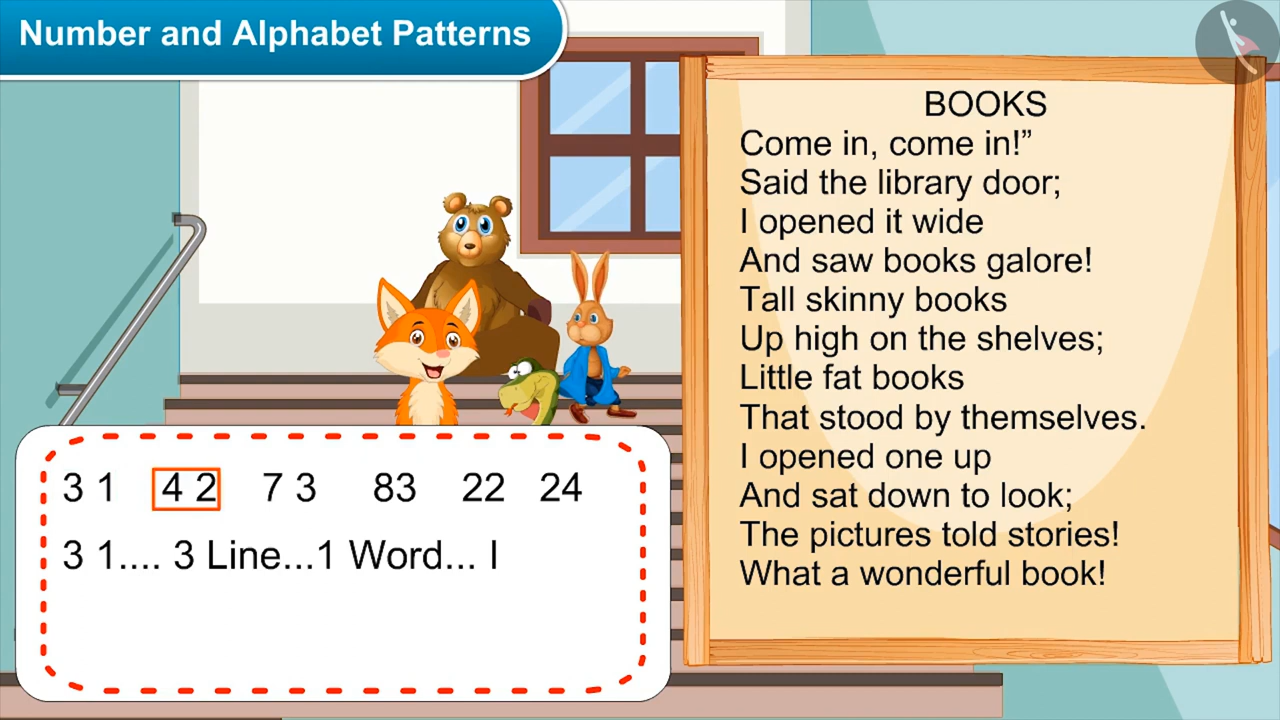 Number and Alphabet Patterns
BOOKS
Come in, come in!”
Said the library door;
I opened it wide
And saw books galore!
Tall skinny books
Up high on the shelves;
Little fat books
That stood by themselves.
I opened one up
And sat down to look;
The pictures told stories!
What a wonderful book!
3 1 4 2 7 3 83 22 24
3 1.... 3 Line...1 Word... I